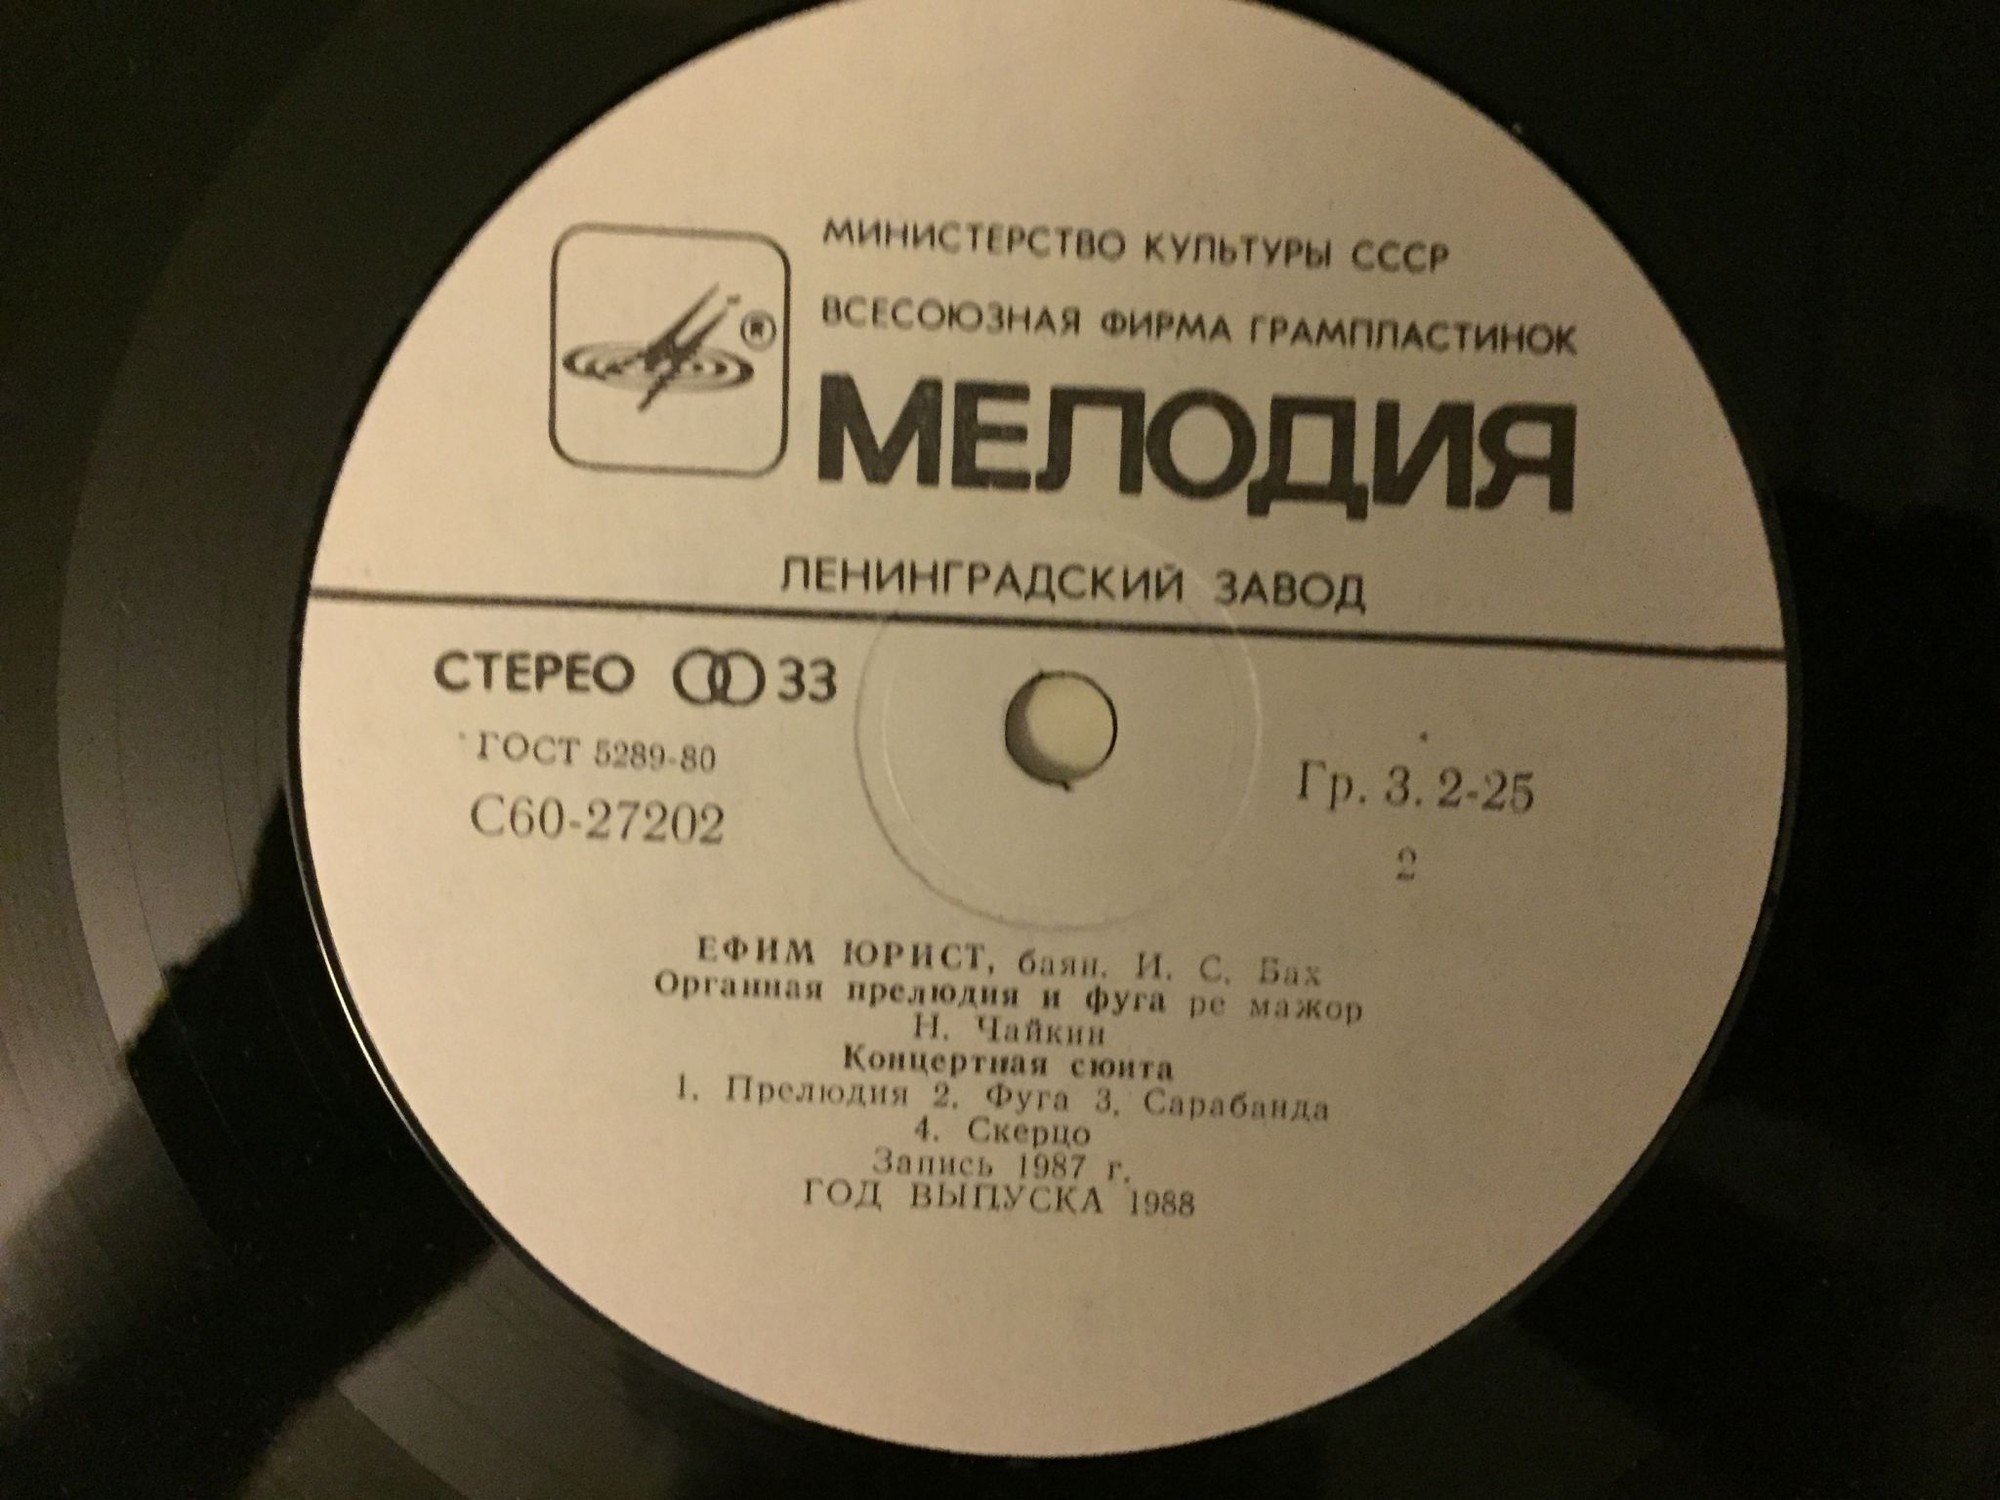 МИНИСТЕРСТВО КУЛЬТУРЫ СССР
ВСЕСОЮЗНАЯ ФИРМА ГРАМПЛАСТИНОК
®
МЕЛОДИЯ
ЛЕНИНГРАДСКИЙ ЗАВОД
СТЕРЕО 33
ГОСТ 5289-80
С60-27202
Гр. 3. 2-25
2
ЕФИМ ЮРИСТ, баян. И. С. Бах
Органная прелюдия и фуга ре мажор
Н. Чайкин
Концертная сюита
1. Прелюдия 2. Фуга 3. Сарабанда
4. Скерцо
Запись 1987 г.
ГОД ВЫПУСКА 1988